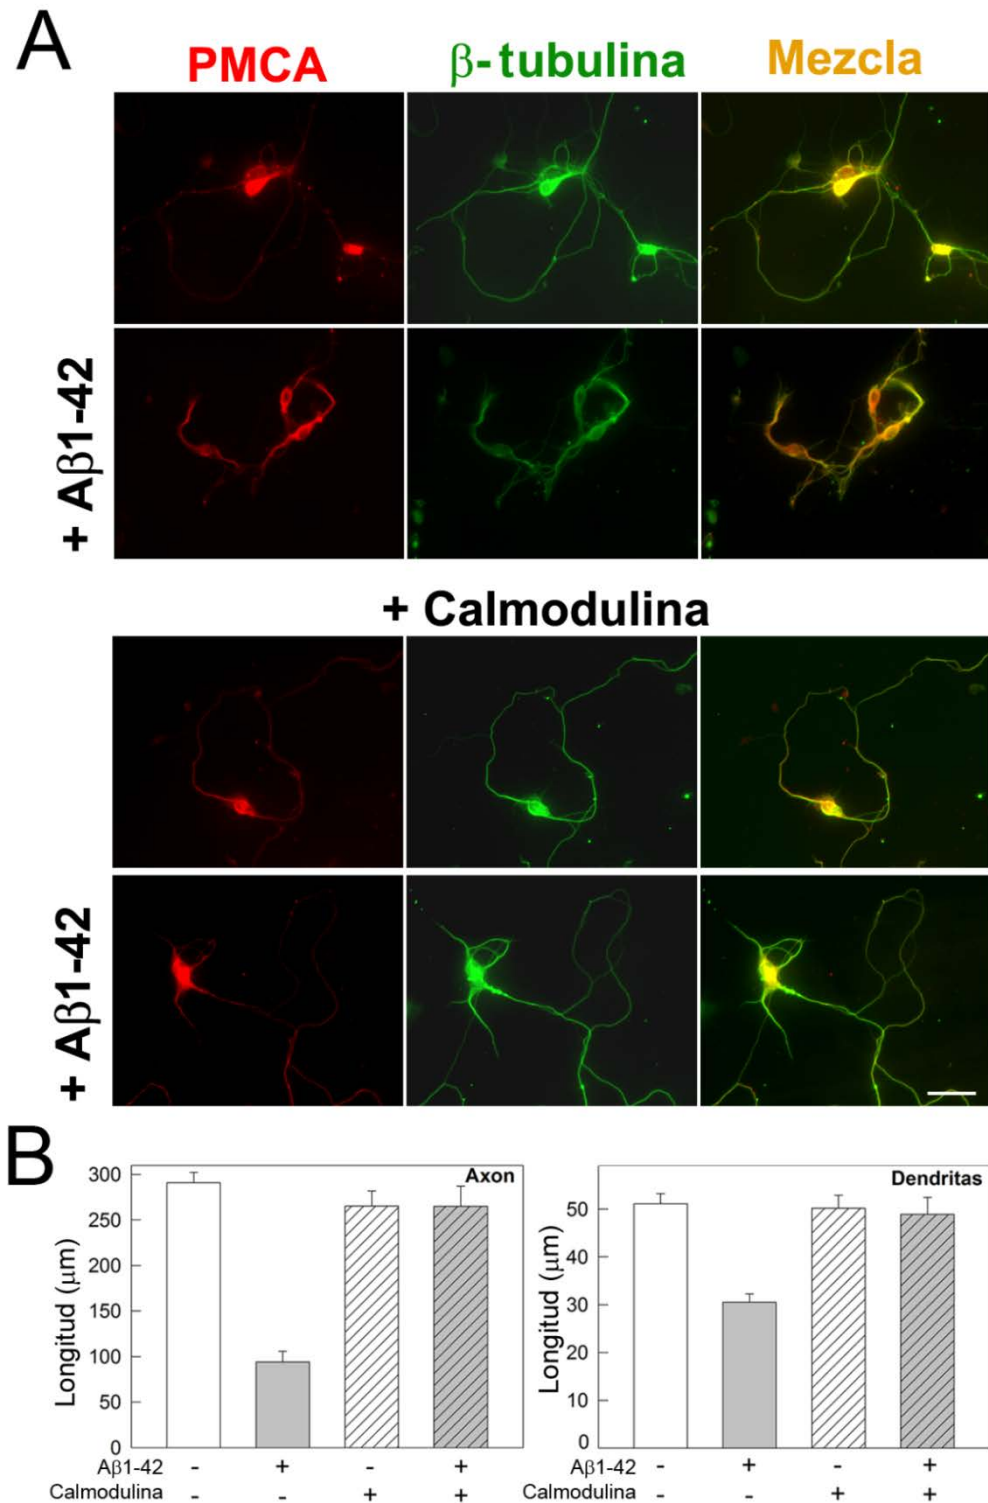 A
PMCA
β-tubulina
Mezcla
+ Aβ1-42
+ Calmodulina
+ Aβ1-42
B
Axon
Longitud (μm)
300
250
200
150
100
50
0
Aβ1-42 - + - +
Calmodulina - - + +
Dendritas
Longitud (μm)
50
40
30
20
10
0
Aβ1-42 - + - +
Calmodulina - - + +